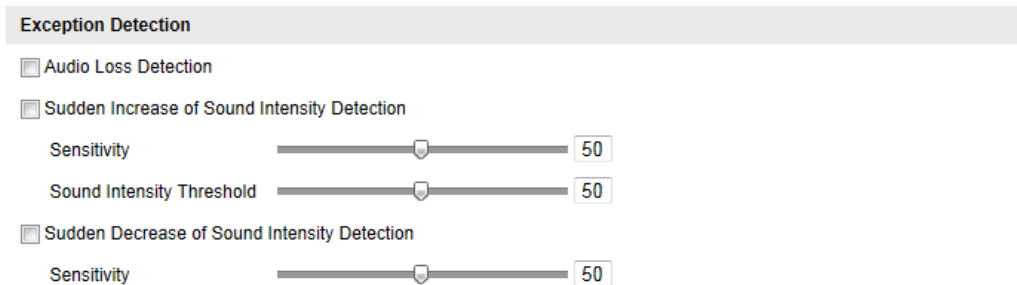 Exception Detection
Audio Loss Detection
Sudden Increase of Sound Intensity Detection
Sensitivity 50
Sound Intensity Threshold 50
Sudden Decrease of Sound Intensity Detection
Sensitivity 50